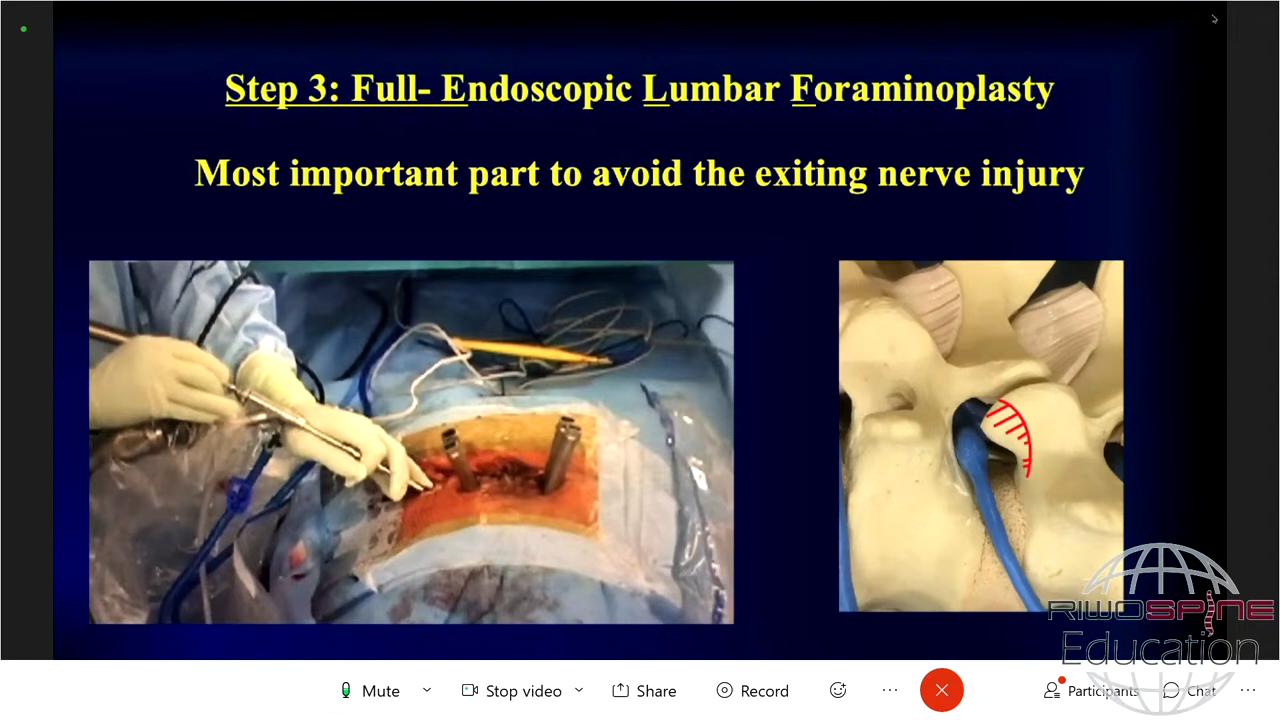 Step 3: Full- Endoscopic Lumbar Foraminoplasty
Most important part to avoid the exiting nerve injury
RIWOSPINE
Education
Mute
Stop video
Share
Record
Participants
Chat